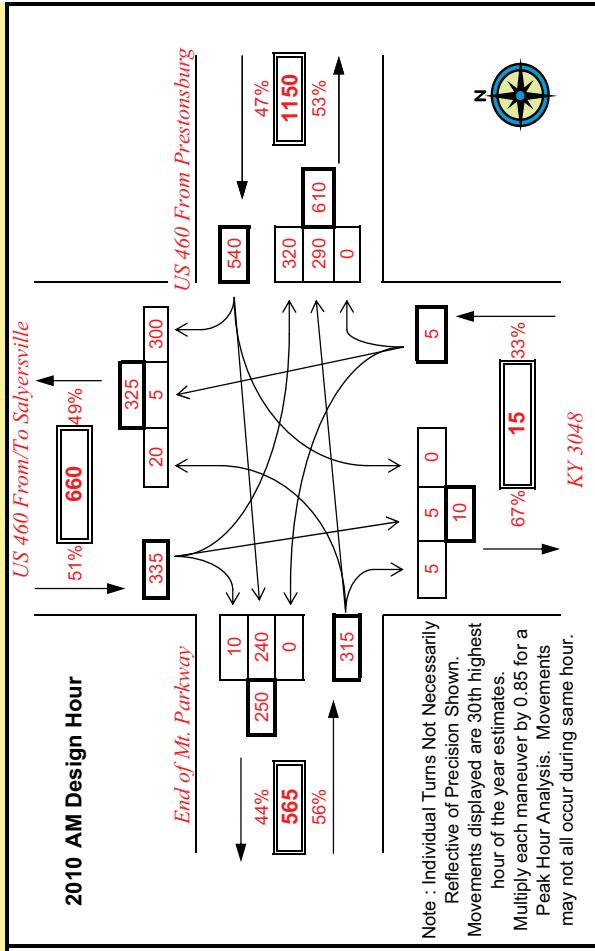 2010 AM Design Hour
US 460 From/To Salyersville
51%
660
49%
335
325
20
5
300
End of Mt. Parkway
44%
565
56%
10
240
0
250
315
US 460 From Prestonsburg
47%
1150
53%
540
320
290
0
610
5
5
0
10
5
67%
15
33%
KY 3048
N
Note : Individual Turns Not Necessarily
Reflective of Precision Shown.
Movements displayed are 30th highest
hour of the year estimates.
Multiply each maneuver by 0.85 for a
Peak Hour Analysis. Movements
may not all occur during same hour.